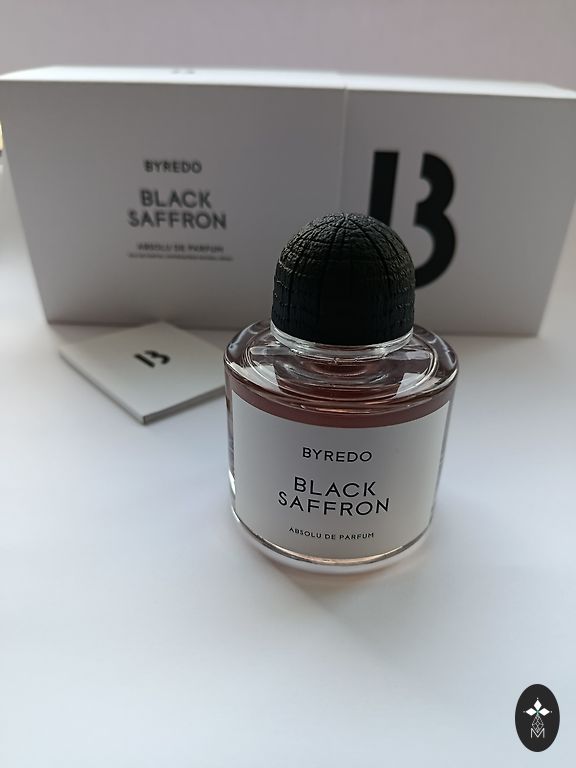 BYREDO
BLACK
SAFFRON
ABSOLU DE PARFUM
B
B
BYREDO
BLACK
SAFFRON
ABSOLU DE PARFUM
M